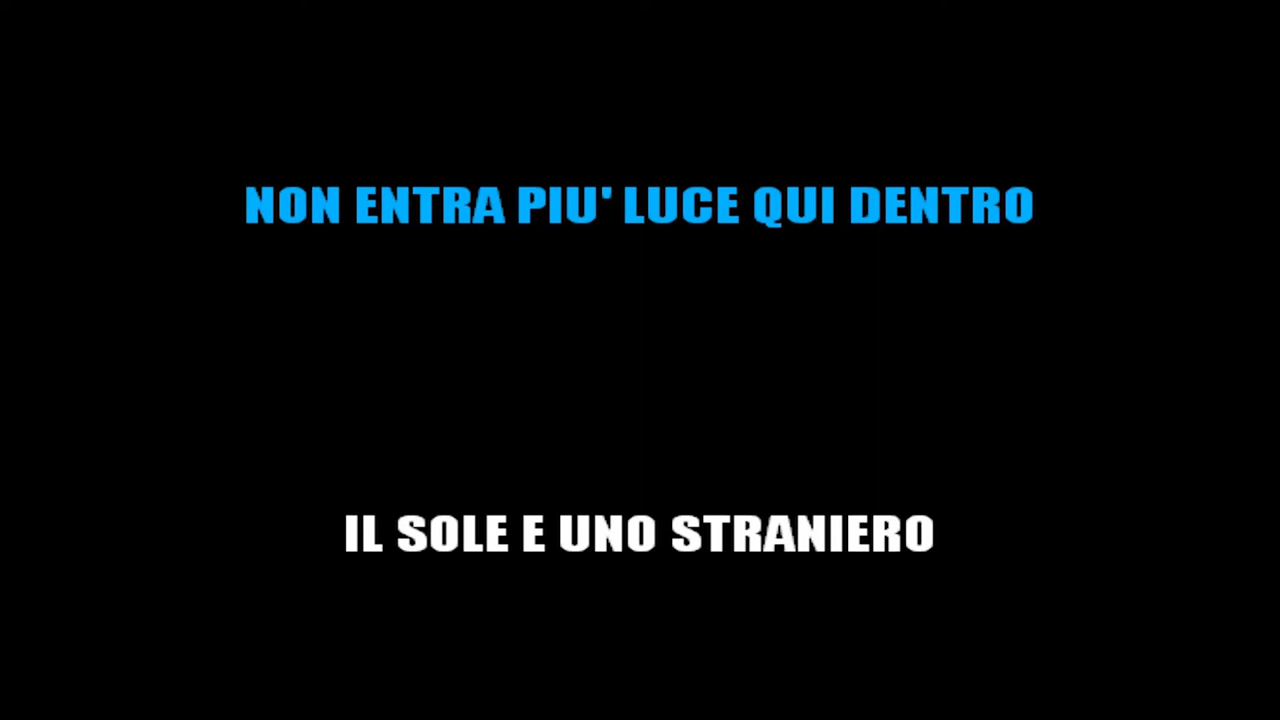 NON ENTRA PIU' LUCE QUI DENTRO
IL SOLE E UNO STRANIERO